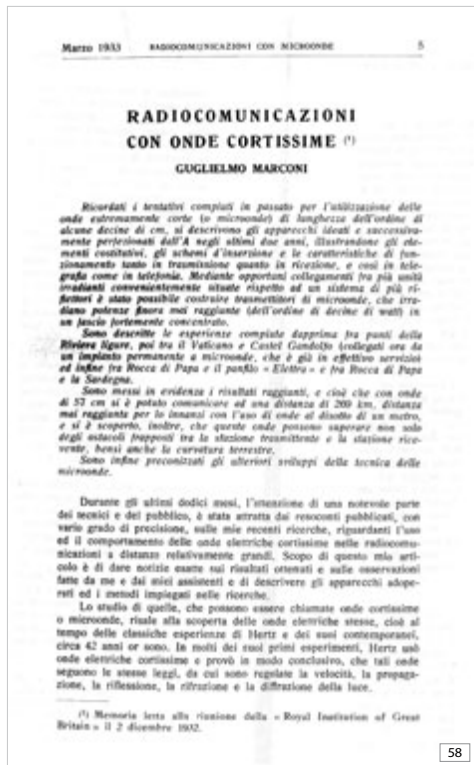 Marzo 1933 RADIOCOMUNICAZIONI CON MICROONDE 5
RADIOCOMUNICAZIONI
CON ONDE CORTISSIME (¹)
GUGLIELMO MARCONI
Ricordati i tentativi compiuti in passato per l'utilizzazione delle
onde estremamente corte (o microonde) di lunghezza dell'ordine di
alcune decine di cm, si descrivono gli apparecchi ideati e successiva-
mente perfezionati dall'A negli ultimi due anni, illustrandone gli ele-
menti costitutivi, gli schemi d'inserzione e le caratteristiche di fun-
zionamento tanto in trasmissione quanto in ricezione, e così in tele-
grafia come in telefonia. Mediante opportuni collegamenti fra più unità
irradianti convenientemente situate rispetto ad un sistema di più ri-
flettori è stato possibile costruire trasmettitori di microonde, che irra-
diano potenze finora mai raggiunte (dell'ordine di decine di watt) in
un fascio fortemente concentrato.
Sono descritte le esperienze compiute dapprima fra punti della
Riviera ligure, poi tra il Vaticano e Castel Gandolfo (collegati ora da
un impianto permanente a microonde, che è già in effettivo servizio)
ed infine fra Rocca di Papa e il panfilo « Elettra » e fra Rocca di Papa
e la Sardegna.
Sono messi in evidenza i risultati raggiunti, e cioè che con onde
di 57 cm si è potuto comunicare ad una distanza di 269 km, distanza
mai raggiunta per lo innanzi con l'uso di onde al disotto di un metro,
e si è scoperto, inoltre, che queste onde possono superare non solo
degli ostacoli frapposti tra la stazione trasmittente e la stazione rice-
vente, bensì anche la curvatura terrestre.
Sono infine preconizzati gli ulteriori sviluppi della tecnica delle
microonde.
Durante gli ultimi dodici mesi, l'attenzione di una notevole parte
dei tecnici e del pubblico, è stata attratta dai resoconti pubblicati, con
vario grado di precisione, sulle mie recenti ricerche, riguardanti l'uso
ed il comportamento delle onde elettriche cortissime nelle radiocomu-
nicazioni a distanze relativamente grandi. Scopo di questo mio arti-
colo è di dare notizie esatte sui risultati ottenuti e sulle osservazioni
fatte da me e dai miei assistenti e di descrivere gli apparecchi adope-
rati ed i metodi impiegati nelle ricerche.
Lo studio di quelle, che possono essere chiamate onde cortissime
o microonde, risale alla scoperta delle onde elettriche stesse, cioè al
tempo delle classiche esperienze di Hertz e dei suoi contemporanei,
circa 42 anni or sono. In molti dei suoi primi esperimenti, Hertz usò
onde elettriche cortissime e provò in modo conclusivo, che tali onde
seguono le stesse leggi, da cui sono regolate la velocità, la propaga-
zione, la riflessione, la rifrazione e la diffrazione della luce.
(¹) Memoria letta alla riunione della « Royal Institution of Great
Britain » il 2 dicembre 1932.
58